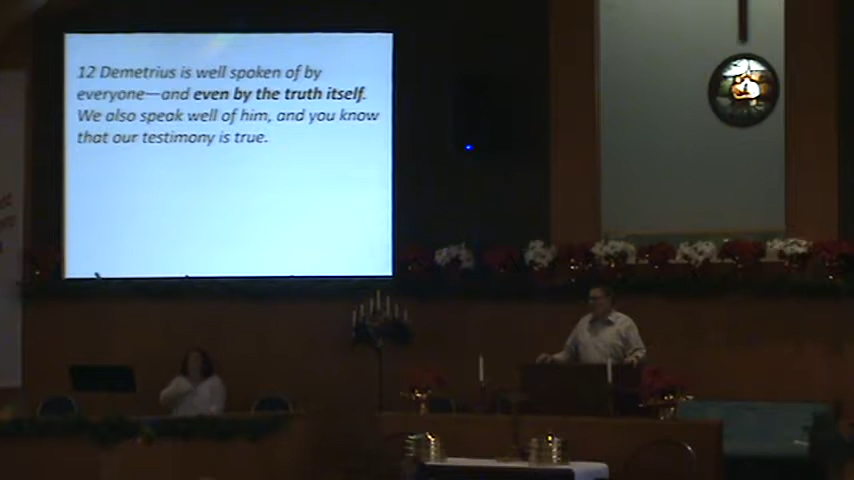 12 Demetrius is well spoken of by
everyone—and even by the truth itself.
We also speak well of him, and you know
that our testimony is true.